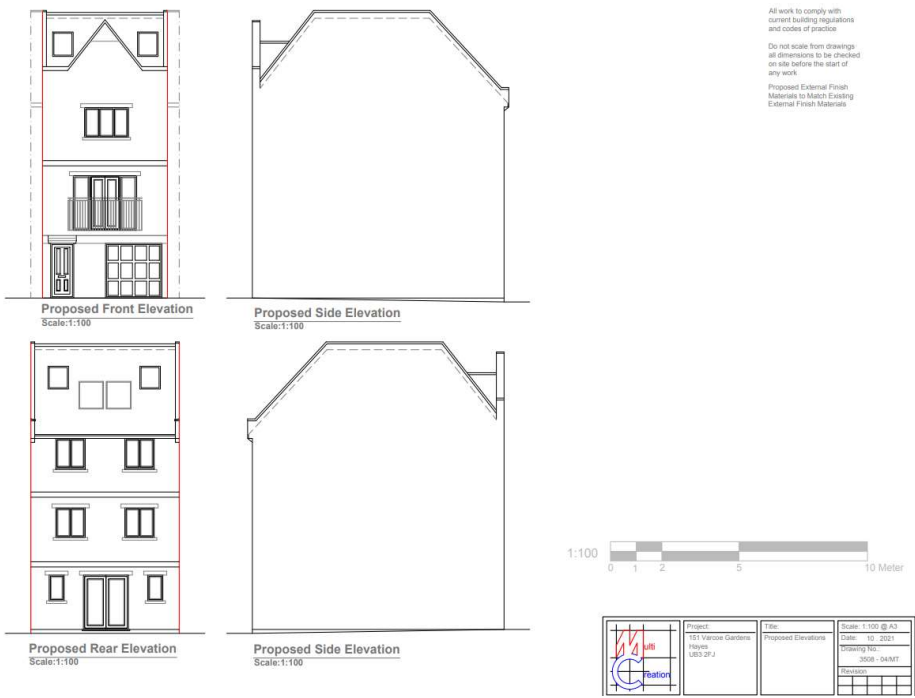 All work to comply with
current building regulations
and codes of practice
Do not scale from drawings
all dimensions to be checked
on site before the start of
any work
Proposed External Finish
Materials to Match Existing
External Finish Materials
Proposed Front Elevation
Scale:1:100
Proposed Side Elevation
Scale:1:100
Proposed Rear Elevation
Scale:1:100
Proposed Side Elevation
Scale:1:100
1:100
0 1 2 5 10 Meter
Multi
Creation
Project:
151 Varcoe Gardens
Hayes
UB3 2FJ
Title:
Proposed Elevations
Scale: 1:100 @ A3
Date: 10 . 2021
Drawing No.:
3508 - 04/MT
Revision